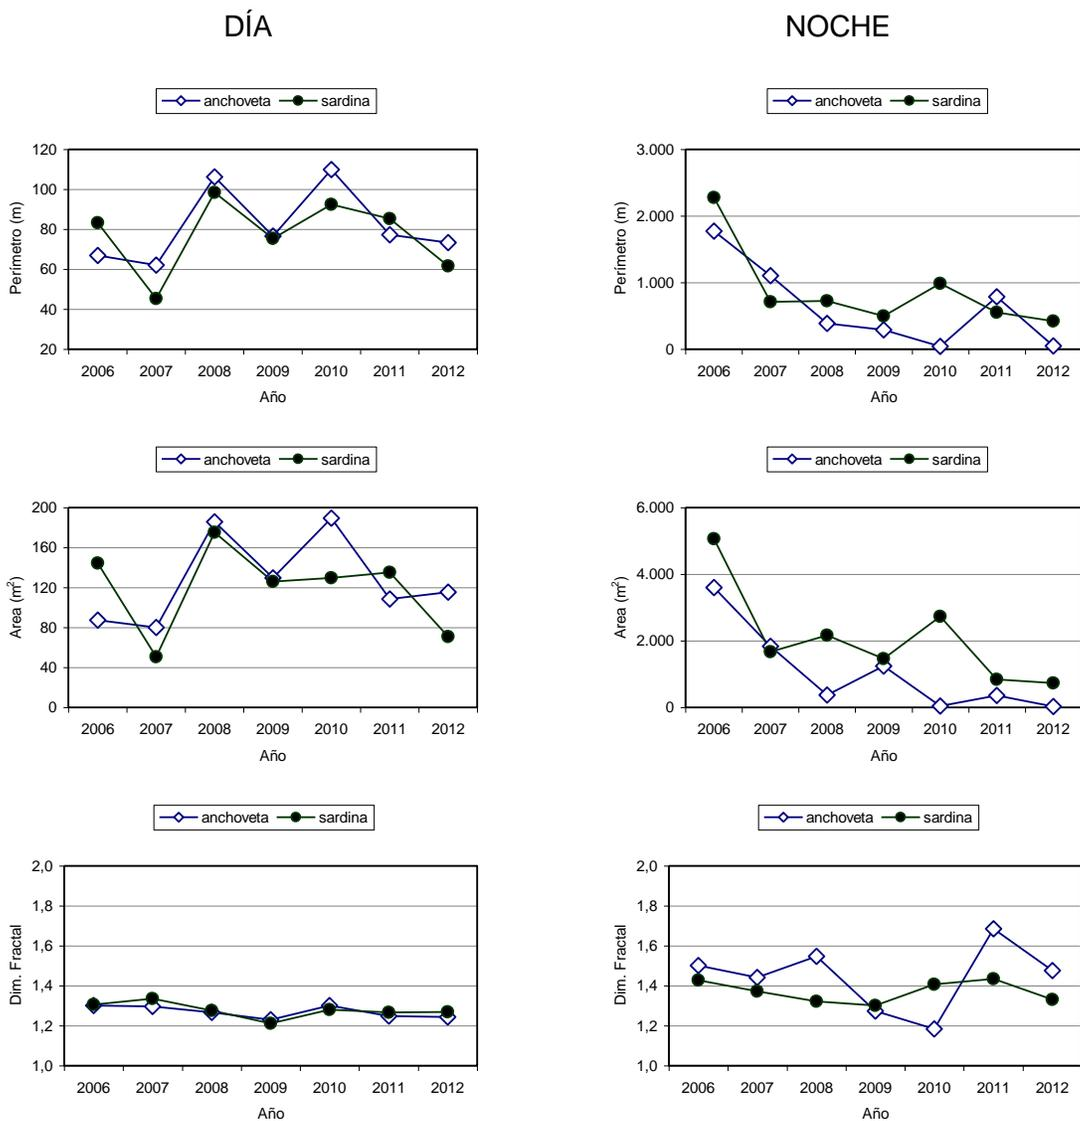 DÍA
NOCHE
anchoveta sardina
anchoveta sardina
Perímetro (m)
120
100
80
60
40
20
2006 2007 2008 2009 2010 2011 2012
Año
Perímetro (m)
3.000
2.000
1.000
0
2006 2007 2008 2009 2010 2011 2012
Año
anchoveta sardina
anchoveta sardina
Area (m²)
200
160
120
80
40
0
2006 2007 2008 2009 2010 2011 2012
Año
Area (m²)
6.000
4.000
2.000
0
2006 2007 2008 2009 2010 2011 2012
Año
anchoveta sardina
anchoveta sardina
Dim. Fractal
2,0
1,8
1,6
1,4
1,2
1,0
2006 2007 2008 2009 2010 2011 2012
Año
Dim. Fractal
2,0
1,8
1,6
1,4
1,2
1,0
2006 2007 2008 2009 2010 2011 2012
Año